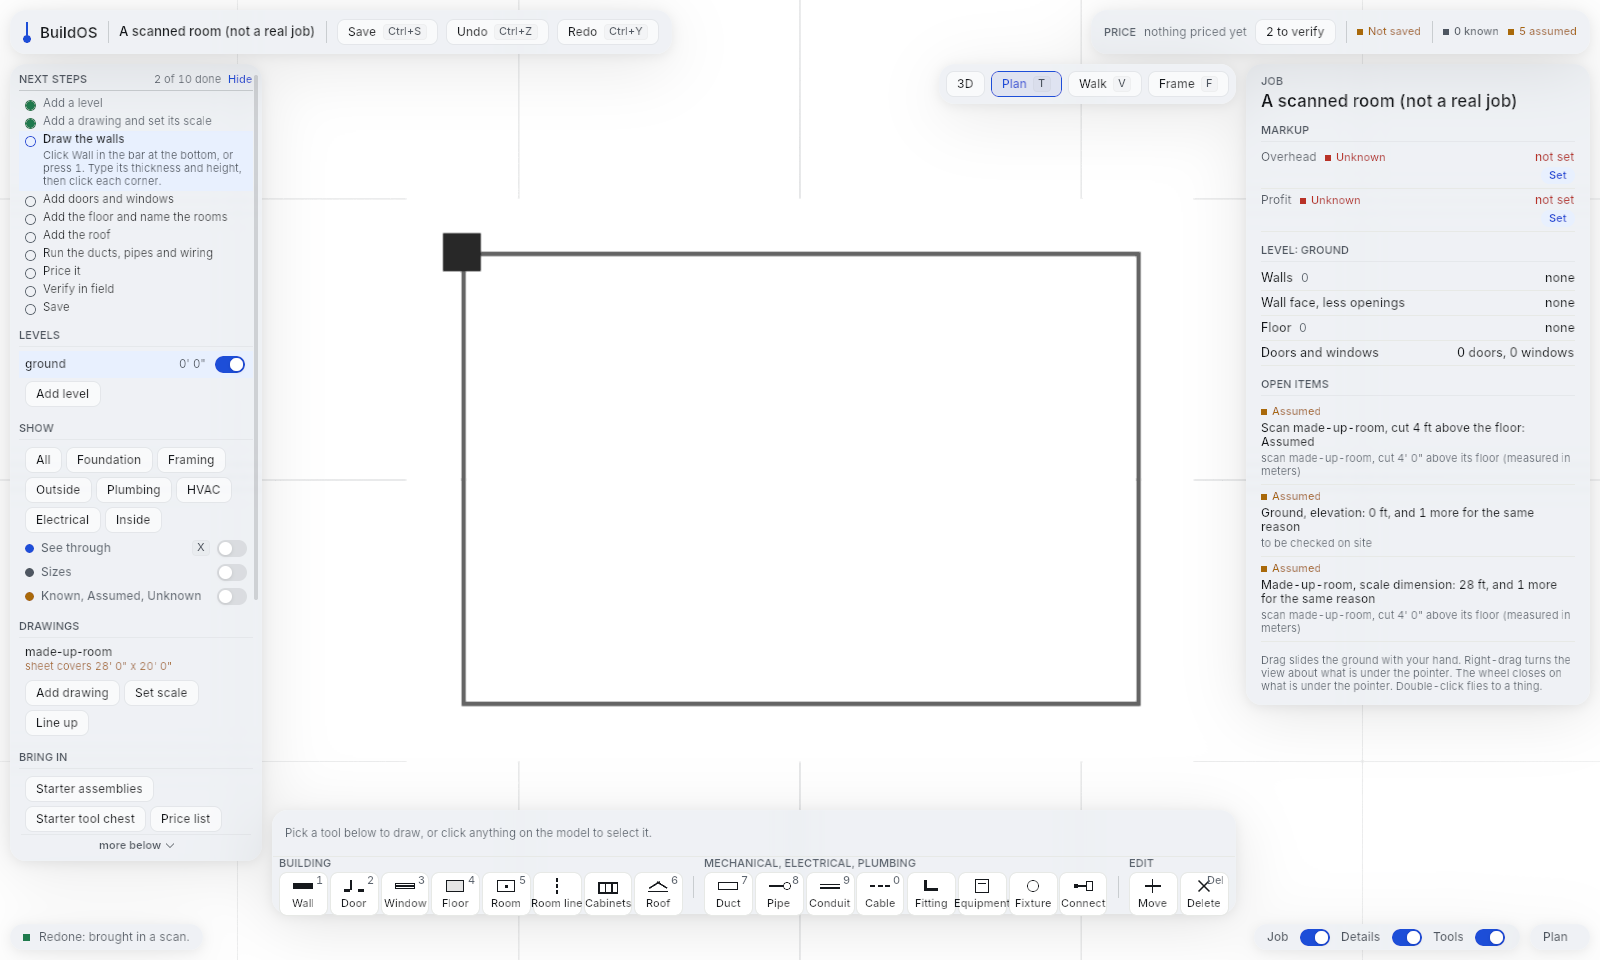 BuildOS
A scanned room (not a real job)
Save Ctrl+S
Undo Ctrl+Z
Redo Ctrl+Y
PRICE nothing priced yet 2 to verify
Not saved
0 known 5 assumed
3D
Plan T
Walk V
Frame F
NEXT STEPS 2 of 10 done Hide
Add a level
Add a drawing and set its scale
Draw the walls
Click Wall in the bar at the bottom, or
press 1. Type its thickness and height,
then click each corner.
Add doors and windows
Add the floor and name the rooms
Add the roof
Run the ducts, pipes and wiring
Price it
Verify in field
Save
LEVELS
ground 0' 0"
Add level
SHOW
All Foundation Framing
Outside Plumbing HVAC
Electrical Inside
See through X
Sizes
Known, Assumed, Unknown
DRAWINGS
made-up-room
sheet covers 28' 0" x 20' 0"
Add drawing Set scale
Line up
BRING IN
Starter assemblies
Starter tool chest Price list
more below
Redone: brought in a scan.
Pick a tool below to draw, or click anything on the model to select it.
BUILDING
Wall 1
Door 2
Window 3
Floor 4
Room 5
Room line
Cabinets
Roof 6
MECHANICAL, ELECTRICAL, PLUMBING
Duct 7
Pipe 8
Conduit 9
Cable 0
Fitting
Equipment
Fixture
Connect
EDIT
Move
Delete Del
JOB
A scanned room (not a real job)
MARKUP
Overhead Unknown not set
Set
Profit Unknown not set
Set
LEVEL: GROUND
Walls 0 none
Wall face, less openings none
Floor 0 none
Doors and windows 0 doors, 0 windows
OPEN ITEMS
Assumed
Scan made-up-room, cut 4 ft above the floor:
Assumed
scan made-up-room, cut 4' 0" above its floor (measured in
meters)
Assumed
Ground, elevation: 0 ft, and 1 more for the same
reason
to be checked on site
Assumed
Made-up-room, scale dimension: 28 ft, and 1 more
for the same reason
scan made-up-room, cut 4' 0" above its floor (measured in
meters)
Drag slides the ground with your hand. Right-drag turns the
view about what is under the pointer. The wheel closes on
what is under the pointer. Double-click flies to a thing.
Job Details Tools Plan